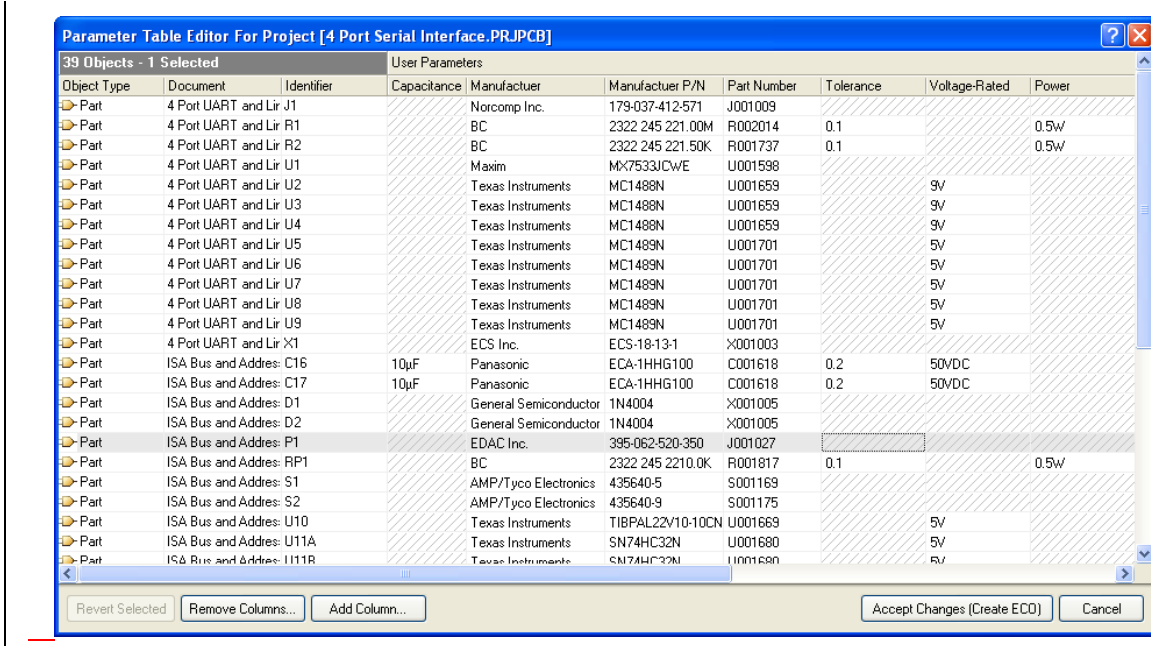 Parameter Table Editor For Project [4 Port Serial Interface.PRJPCB]
39 Objects - 1 Selected User Parameters
Object Type Document Identifier Capacitance Manufactuer Manufactuer P/N Part Number Tolerance Voltage-Rated Power
Part 4 Port UART and Lir J1 Norcomp Inc. 179-037-412-571 J001009
Part 4 Port UART and Lir R1 BC 2322 245 221.00M R002014 0.1 0.5W
Part 4 Port UART and Lir R2 BC 2322 245 221.50K R001737 0.1 0.5W
Part 4 Port UART and Lir U1 Maxim MX7533JCWE U001598
Part 4 Port UART and Lir U2 Texas Instruments MC1488N U001659 9V
Part 4 Port UART and Lir U3 Texas Instruments MC1488N U001659 9V
Part 4 Port UART and Lir U4 Texas Instruments MC1488N U001659 9V
Part 4 Port UART and Lir U5 Texas Instruments MC1489N U001701 5V
Part 4 Port UART and Lir U6 Texas Instruments MC1489N U001701 5V
Part 4 Port UART and Lir U7 Texas Instruments MC1489N U001701 5V
Part 4 Port UART and Lir U8 Texas Instruments MC1489N U001701 5V
Part 4 Port UART and Lir U9 Texas Instruments MC1489N U001701 5V
Part 4 Port UART and Lir X1 ECS Inc. ECS-18-13-1 X001003
Part ISA Bus and Addres: C16 10µF Panasonic ECA-1HHG100 C001618 0.2 50VDC
Part ISA Bus and Addres: C17 10µF Panasonic ECA-1HHG100 C001618 0.2 50VDC
Part ISA Bus and Addres: D1 General Semiconductor 1N4004 X001005
Part ISA Bus and Addres: D2 General Semiconductor 1N4004 X001005
Part ISA Bus and Addres: P1 EDAC Inc. 395-062-520-350 J001027
Part ISA Bus and Addres: RP1 BC 2322 245 2210.0K R001817 0.1 0.5W
Part ISA Bus and Addres: S1 AMP/Tyco Electronics 435640-5 S001169
Part ISA Bus and Addres: S2 AMP/Tyco Electronics 435640-9 S001175
Part ISA Bus and Addres: U10 Texas Instruments TIBPAL22V10-10CN U001669 5V
Part ISA Bus and Addres: U11A Texas Instruments SN74HC32N U001680 5V
Part ISA Bus and Addres: U11B Texas Instruments SN74HC32N U001680 5V
Revert Selected Remove Columns... Add Column... Accept Changes (Create ECO) Cancel